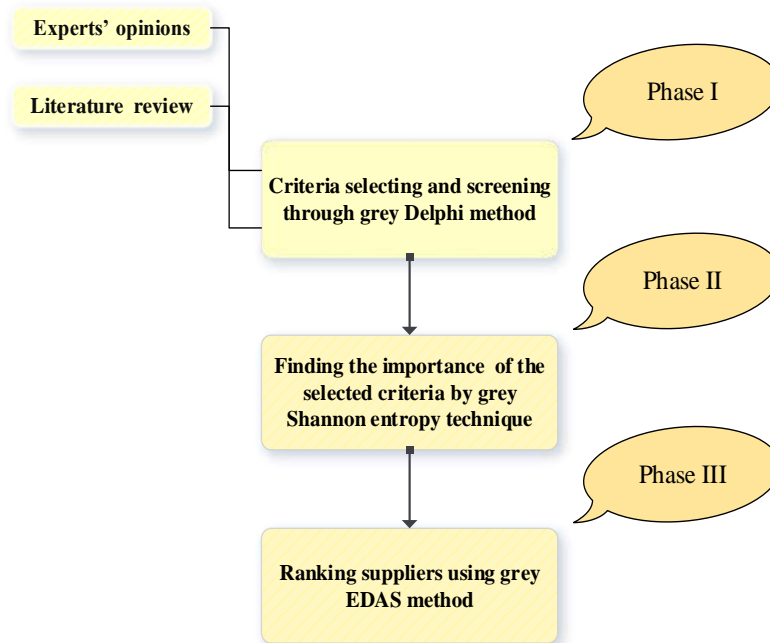 Experts’ opinions
Literature review
Phase I
Criteria selecting and screening
through grey Delphi method
Phase II
Finding the importance of the
selected criteria by grey
Shannon entropy technique
Phase III
Ranking suppliers using grey
EDAS method